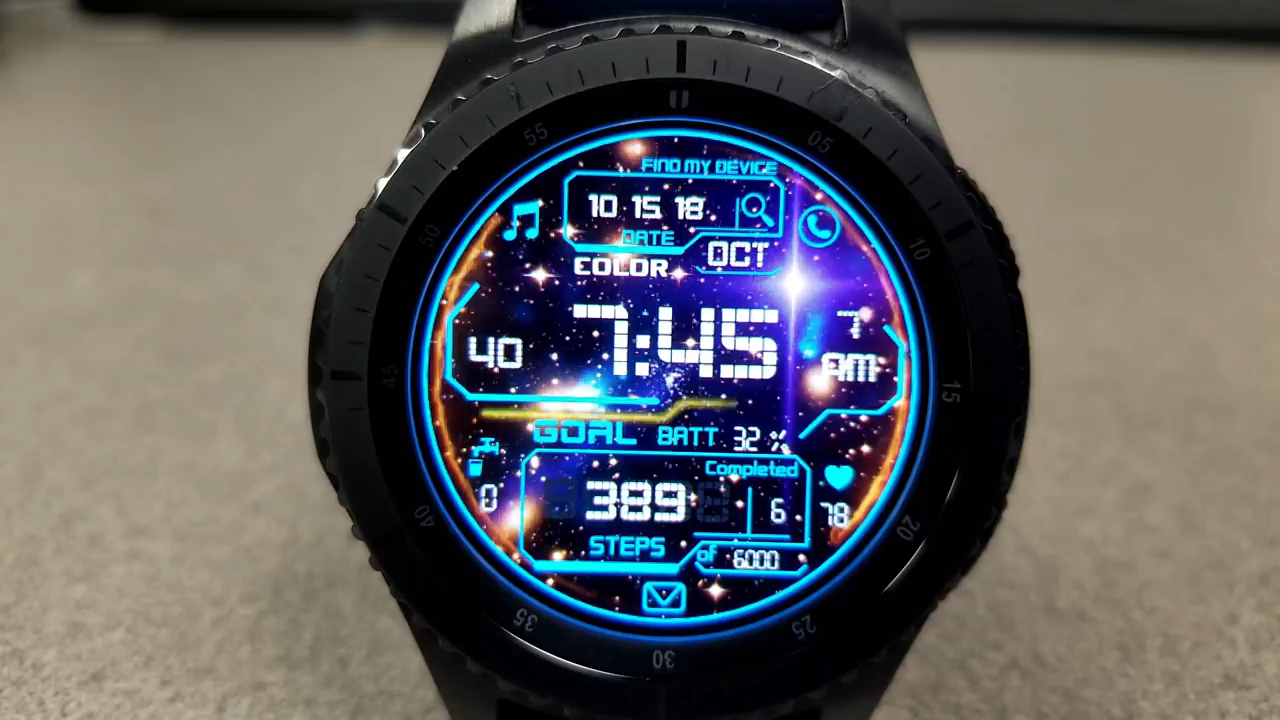 FIND MY DEVICE
10 15 18
DATE
OCT
COLOR
7:45
40
7
AM
GOAL BATT 32 %
Completed
0
389
6
78
STEPS
of 6000
55
05
50
10
45
15
40
20
35
25
30